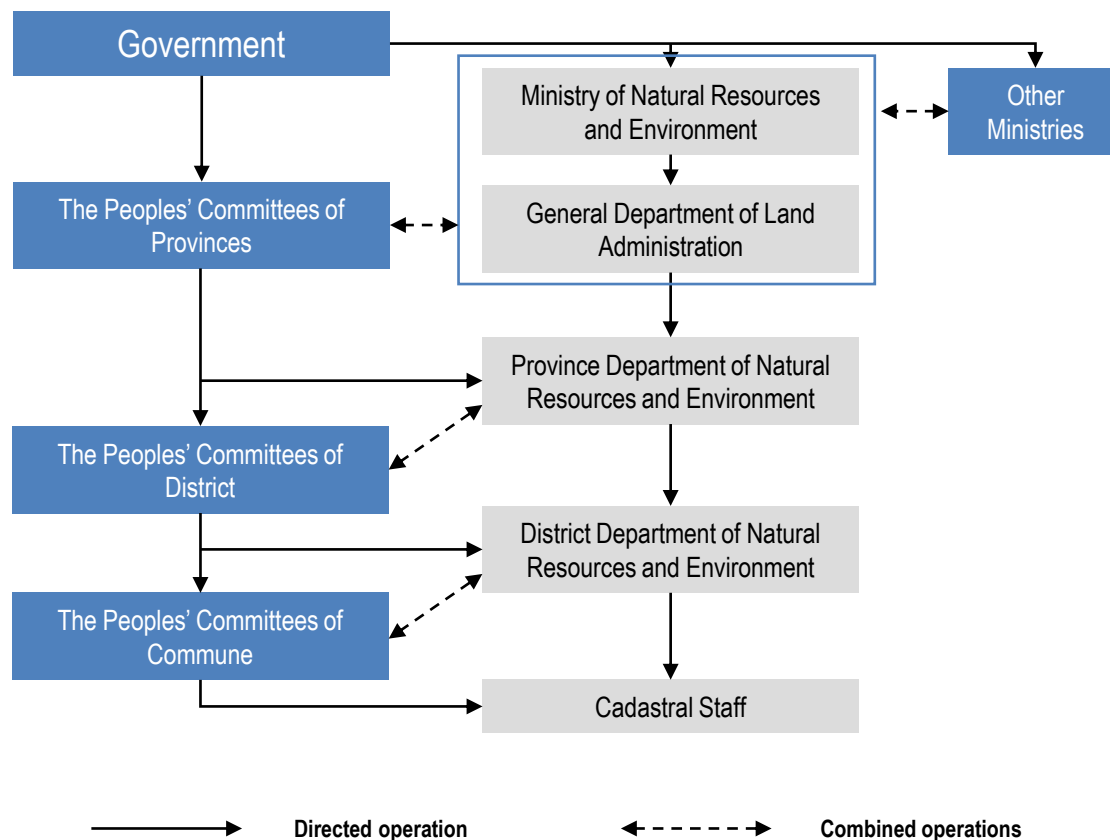 Government
Ministry of Natural Resources
and Environment
Other
Ministries
The Peoples’ Committees of
Provinces
General Department of Land
Administration
Province Department of Natural
Resources and Environment
The Peoples’ Committees of
District
District Department of Natural
Resources and Environment
The Peoples’ Committees of
Commune
Cadastral Staff
Directed operation
Combined operations